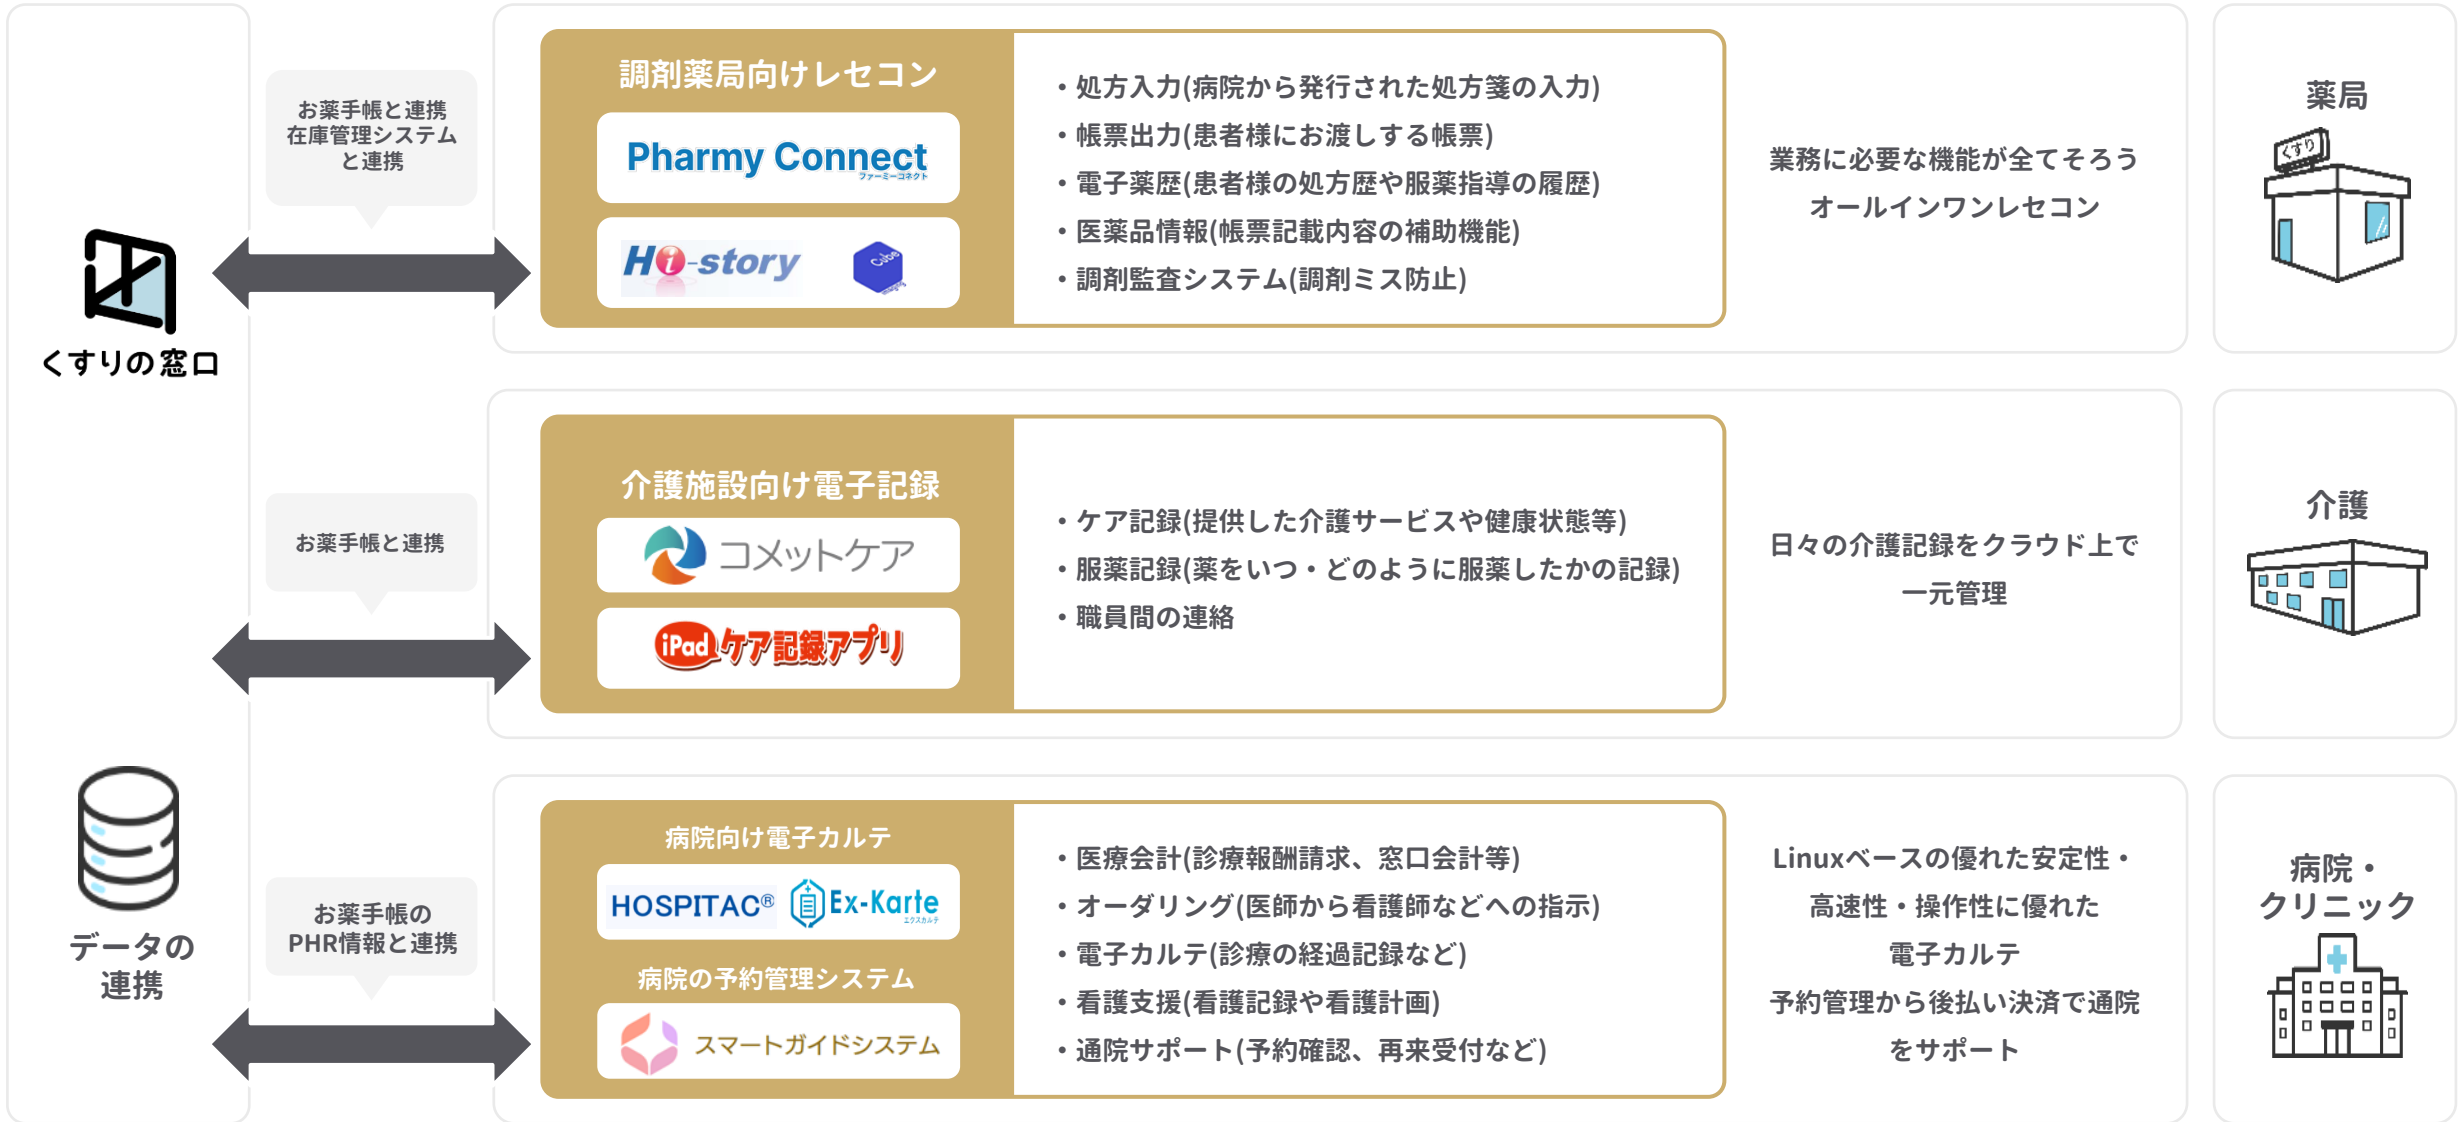 くすりの窓口
データの
連携
お薬手帳と連携
在庫管理システム
と連携
調剤薬局向けレセコン
Pharmy Connect
ファーミーコネクト
Hi-story
Cube
・処方入力(病院から発行された処方箋の入力)
・帳票出力(患者様にお渡しする帳票)
・電子薬歴(患者様の処方歴や服薬指導の履歴)
・医薬品情報(帳票記載内容の補助機能)
・調剤監査システム(調剤ミス防止)
業務に必要な機能が全てそろう
オールインワンレセコン
薬局
くすり
お薬手帳と連携
介護施設向け電子記録
コメットケア
iPadケア記録アプリ
・ケア記録(提供した介護サービスや健康状態等)
・服薬記録(薬をいつ・どのように服薬したかの記録)
・職員間の連絡
日々の介護記録をクラウド上で
一元管理
介護
お薬手帳の
PHR情報と連携
病院向け電子カルテ
HOSPITAC®
Ex-Karte
エクスカルテ
病院の予約管理システム
スマートガイドシステム
・医療会計(診療報酬請求、窓口会計等)
・オーダリング(医師から看護師などへの指示)
・電子カルテ(診療の経過記録など)
・看護支援(看護記録や看護計画)
・通院サポート(予約確認、再来受付など)
Linuxベースの優れた安定性・
高速性・操作性に優れた
電子カルテ
予約管理から後払い決済で通院
をサポート
病院・
クリニック